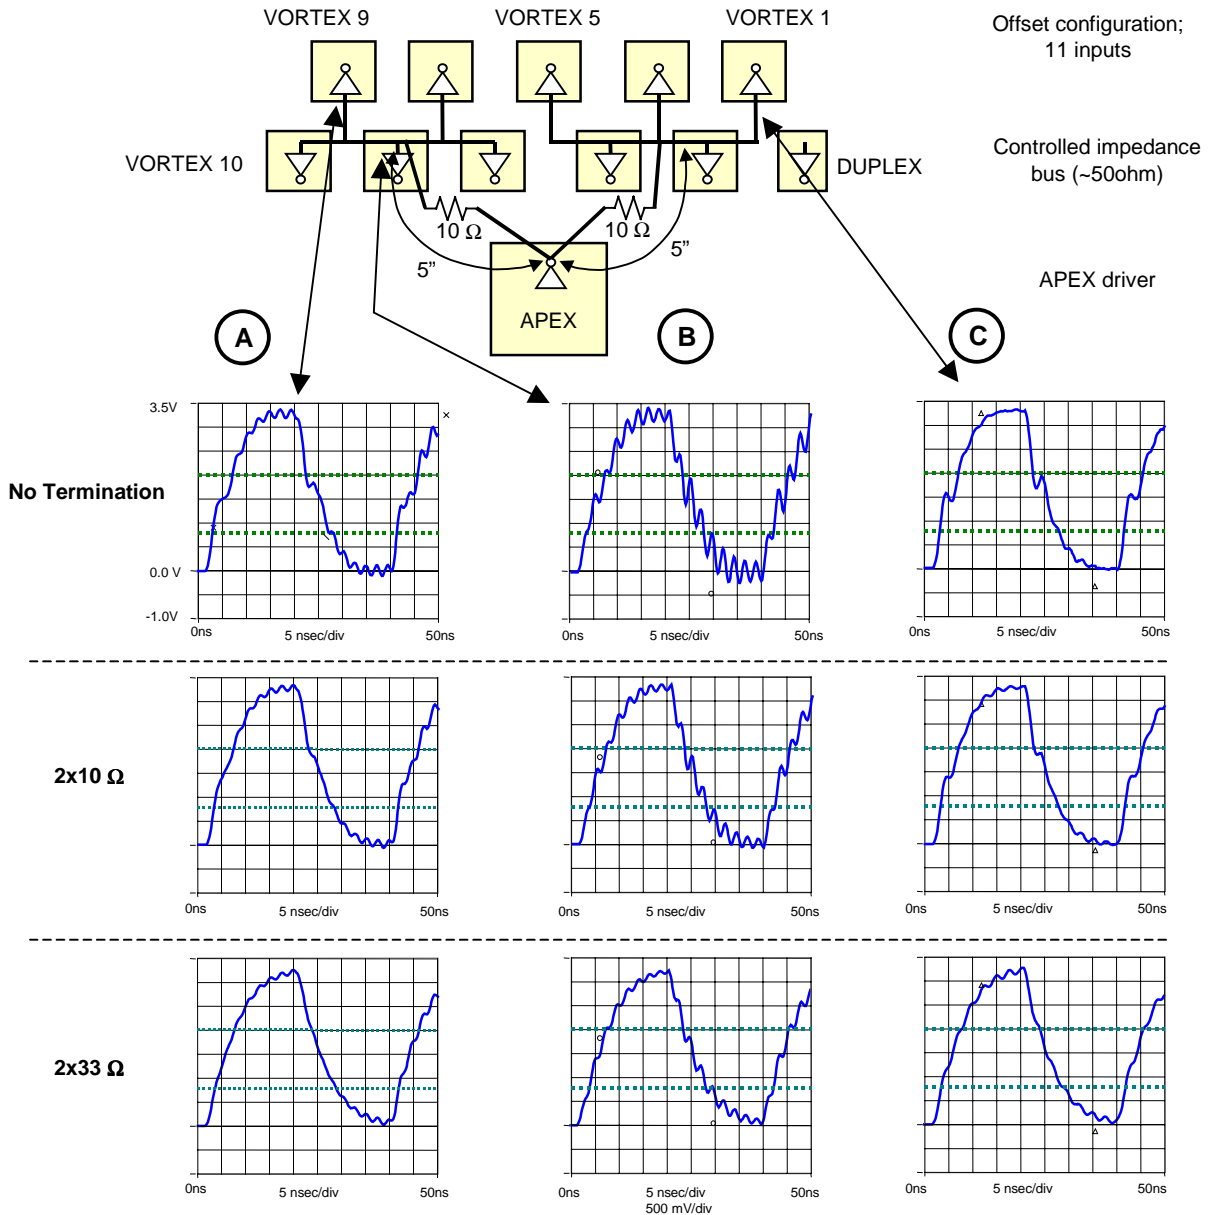 VORTEX 9
VORTEX 5
VORTEX 1
Offset configuration;
11 inputs
VORTEX 10
DUPLEX
Controlled impedance
bus (~50ohm)
10 Ω
10 Ω
5”
5”
APEX
APEX driver
A
B
C
No Termination
3.5V
0.0 V
-1.0V
0ns
5 nsec/div
50ns
0ns
5 nsec/div
50ns
0ns
5 nsec/div
50ns
2x10 Ω
0ns
5 nsec/div
50ns
0ns
5 nsec/div
50ns
0ns
5 nsec/div
50ns
2x33 Ω
0ns
5 nsec/div
50ns
0ns
5 nsec/div
500 mV/div
50ns
0ns
5 nsec/div
50ns